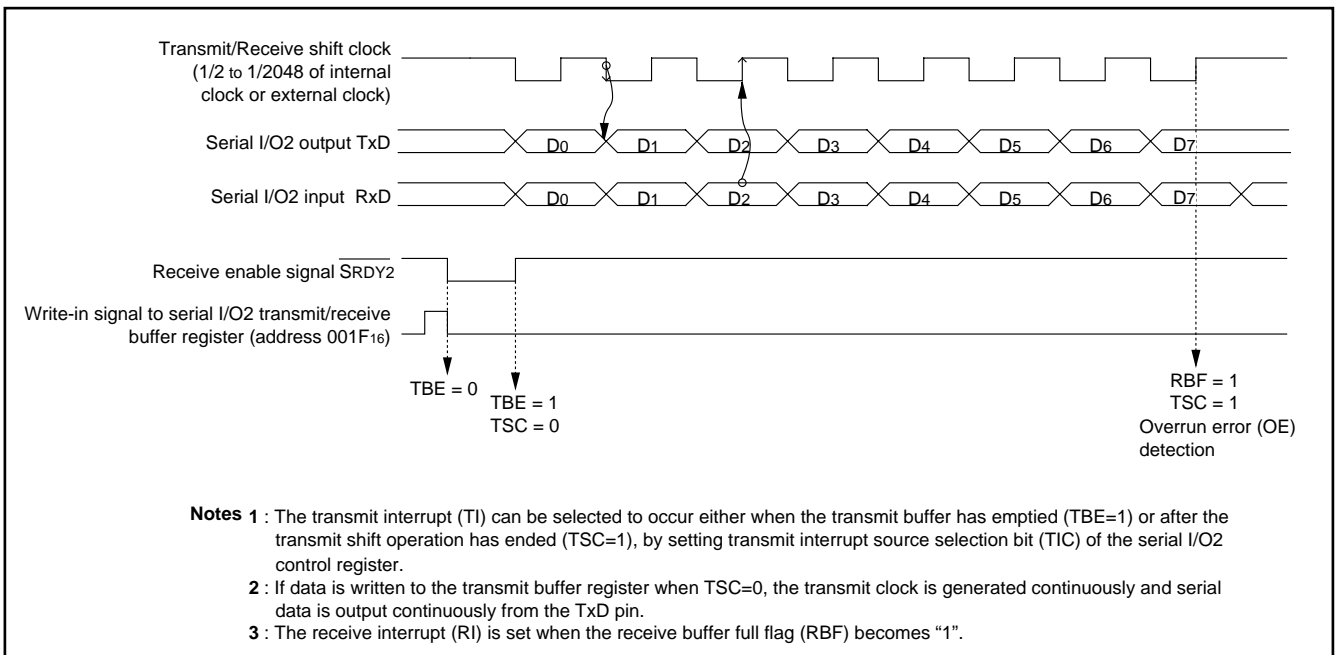 Transmit/Receive shift clock
(1/2 to 1/2048 of internal
clock or external clock)
Serial I/O2 output TxD
D0 D1 D2 D3 D4 D5 D6 D7
Serial I/O2 input RxD
D0 D1 D2 D3 D4 D5 D6 D7
Receive enable signal SRDY2
Write-in signal to serial I/O2 transmit/receive
buffer register (address 001F16)
TBE = 0
TBE = 1
TSC = 0
RBF = 1
TSC = 1
Overrun error (OE)
detection
Notes 1 : The transmit interrupt (TI) can be selected to occur either when the transmit buffer has emptied (TBE=1) or after the
transmit shift operation has ended (TSC=1), by setting transmit interrupt source selection bit (TIC) of the serial I/O2
control register.
2 : If data is written to the transmit buffer register when TSC=0, the transmit clock is generated continuously and serial
data is output continuously from the TxD pin.
3 : The receive interrupt (RI) is set when the receive buffer full flag (RBF) becomes “1”.